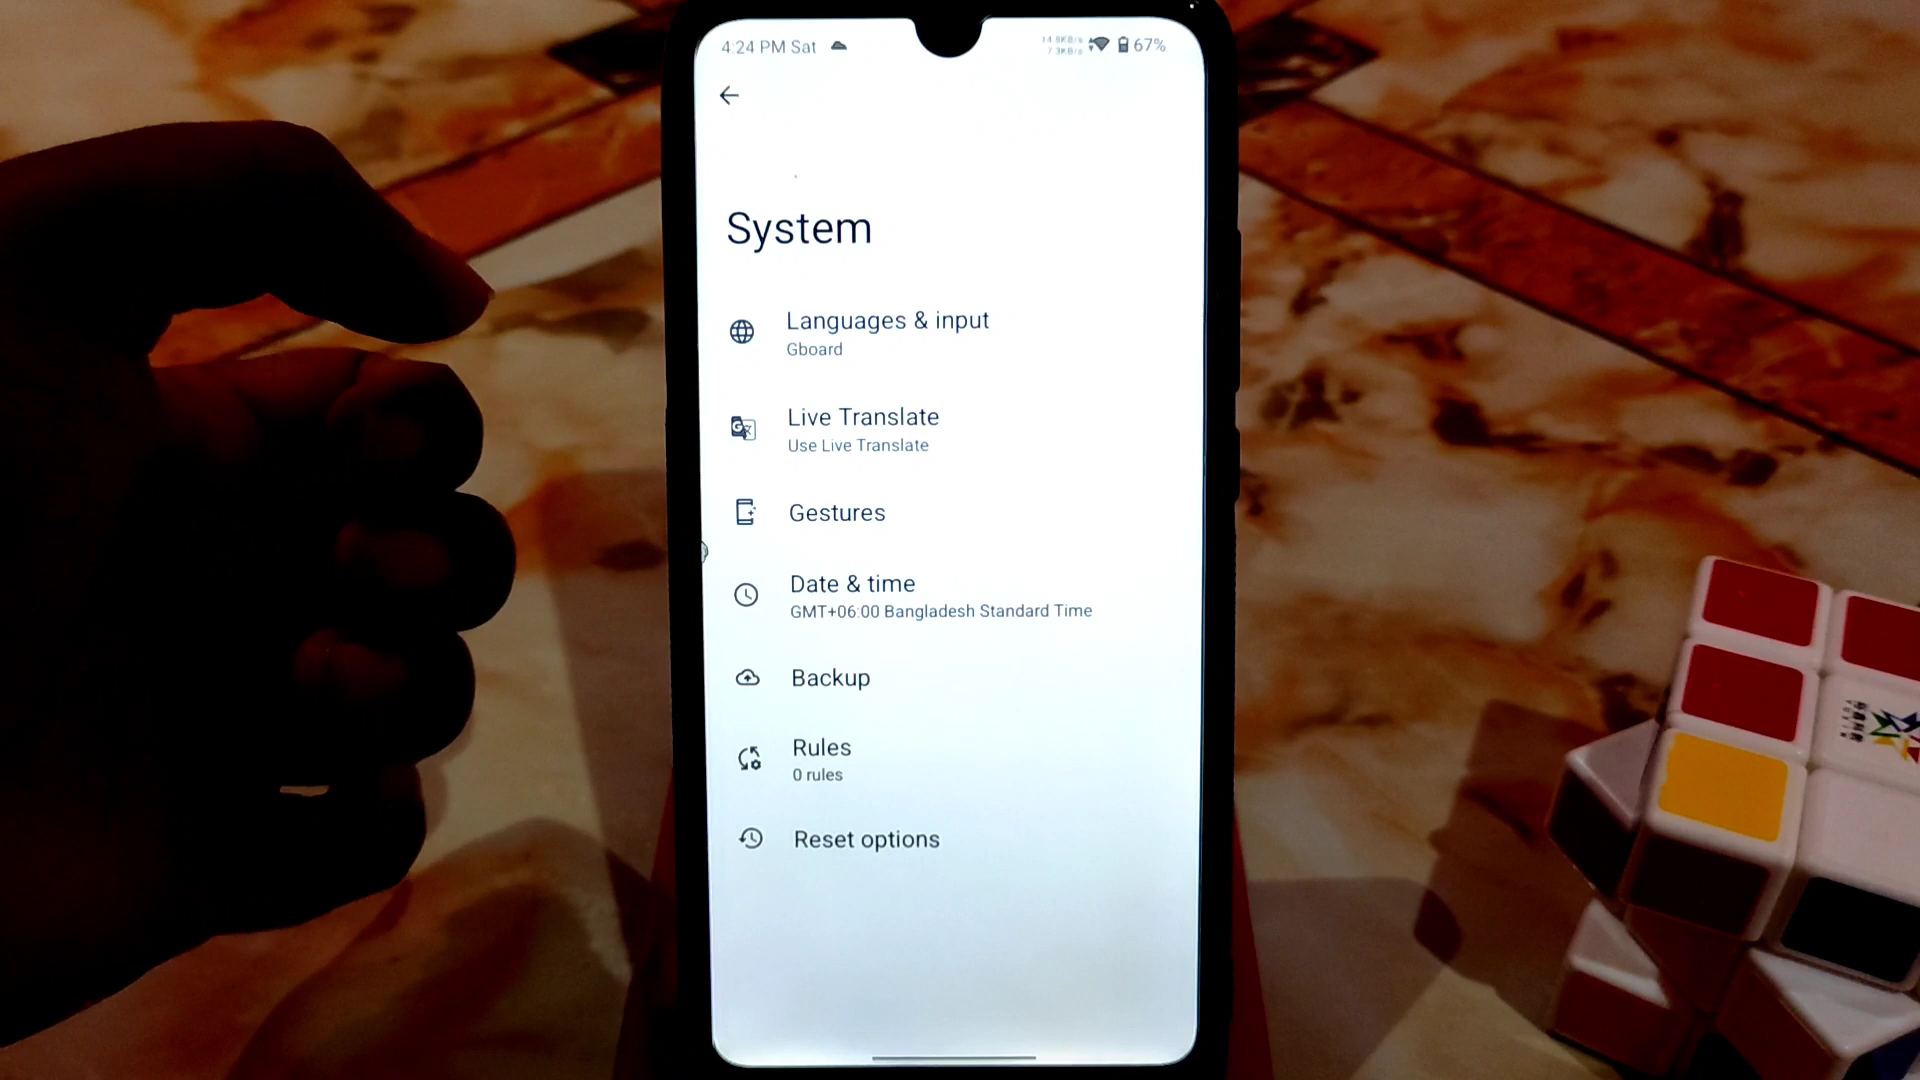 4:24 PM Sat
67%
System
Languages & input
Gboard
Live Translate
Use Live Translate
Gestures
Date & time
GMT+06:00 Bangladesh Standard Time
Backup
Rules
0 rules
Reset options